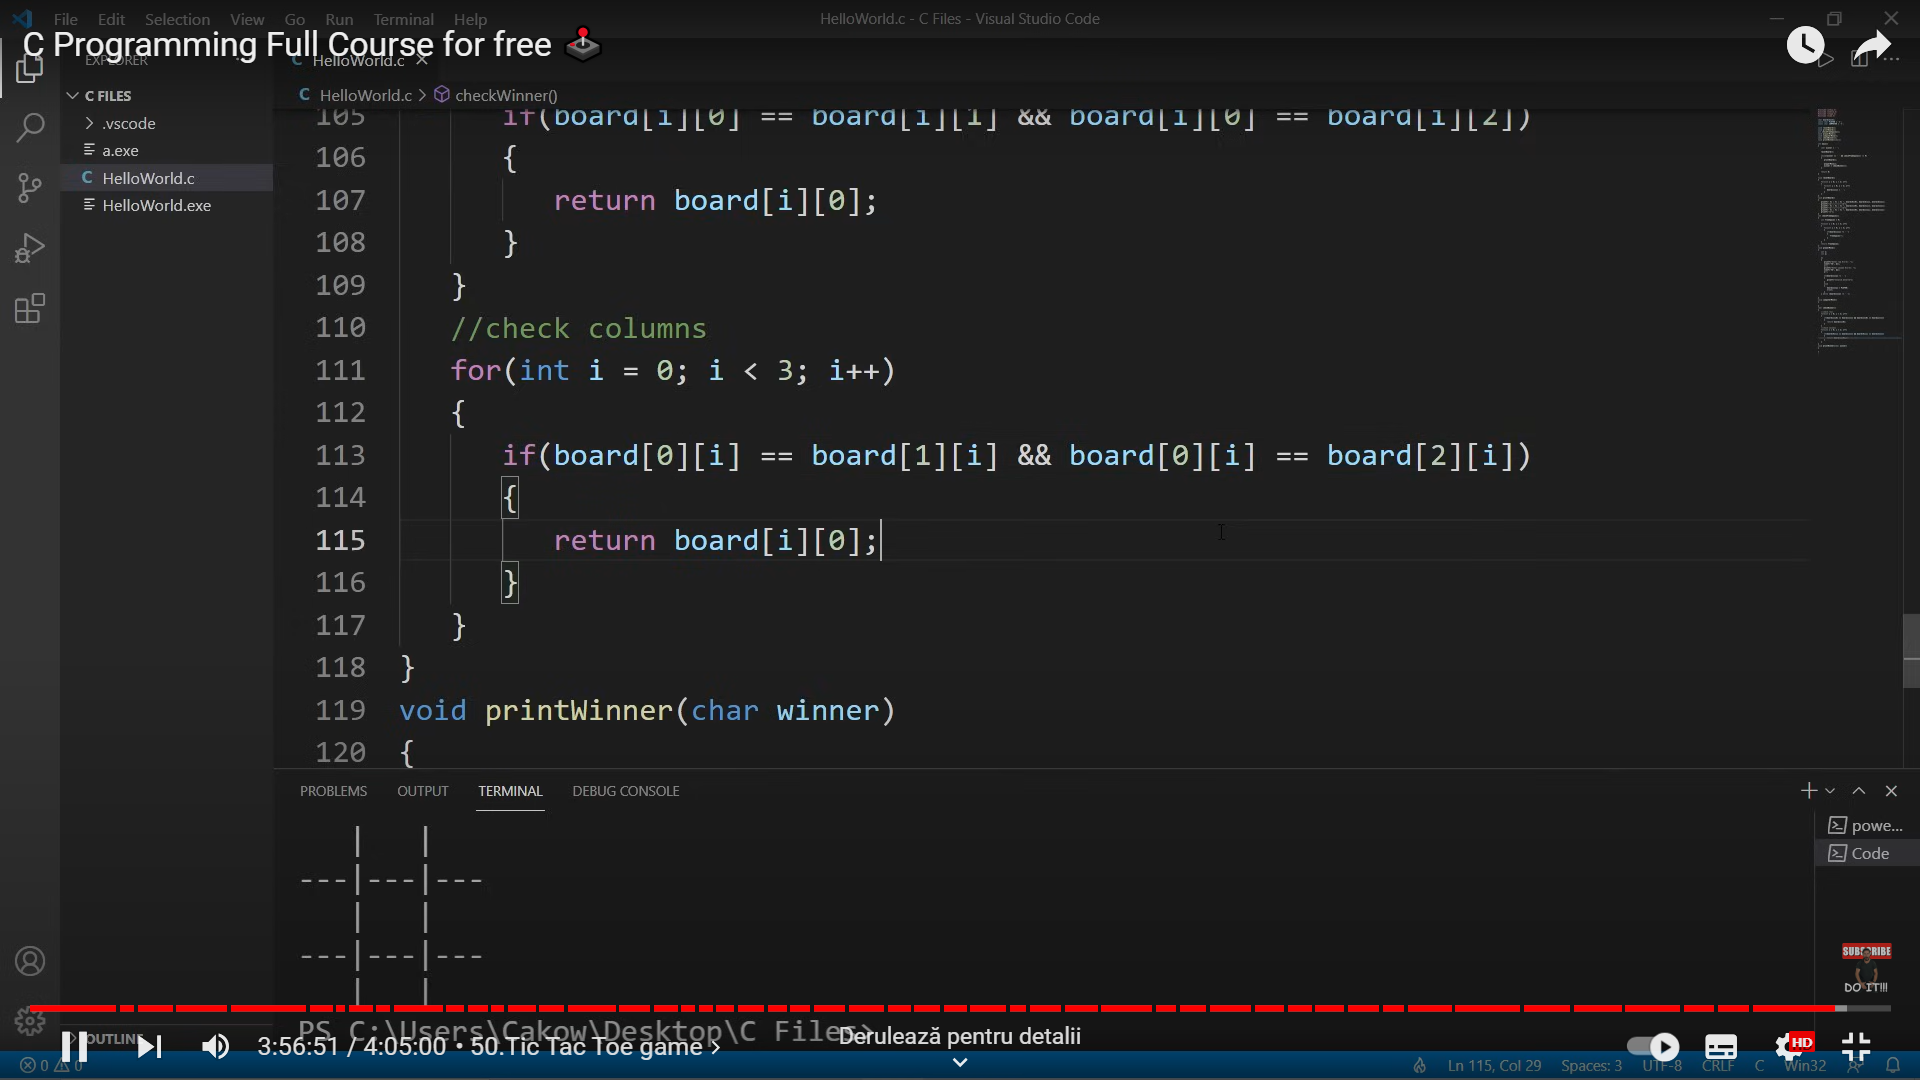 File Edit Selection View Go Run Terminal Help
HelloWorld.c - C Files - Visual Studio Code
C Programming Full Course for free
EXPLORER
C HelloWorld.c
C HelloWorld.c > checkWinner()
C FILES
.vscode
a.exe
C HelloWorld.c
HelloWorld.exe
105 if(board[i][0] == board[i][1] && board[i][0] == board[i][2])
106 {
107 return board[i][0];
108 }
109 }
110 //check columns
111 for(int i = 0; i < 3; i++)
112 {
113 if(board[0][i] == board[1][i] && board[0][i] == board[2][i])
114 {
115 return board[i][0];
116 }
117 }
118 }
119 void printWinner(char winner)
120 {
PROBLEMS OUTPUT TERMINAL DEBUG CONSOLE
powe...
Code
| |
---|---|---
| |
---|---|---
| |
PS C:\Users\Cakow\Desktop\C Files>
SUBSCRIBE
DO IT!!!
OUTLINE
3:56:51 / 4:05:00 • 50.Tic Tac Toe game >
Derulează pentru detalii
HD
0 0
Ln 115, Col 29 Spaces: 3 UTF-8 CRLF C Win32